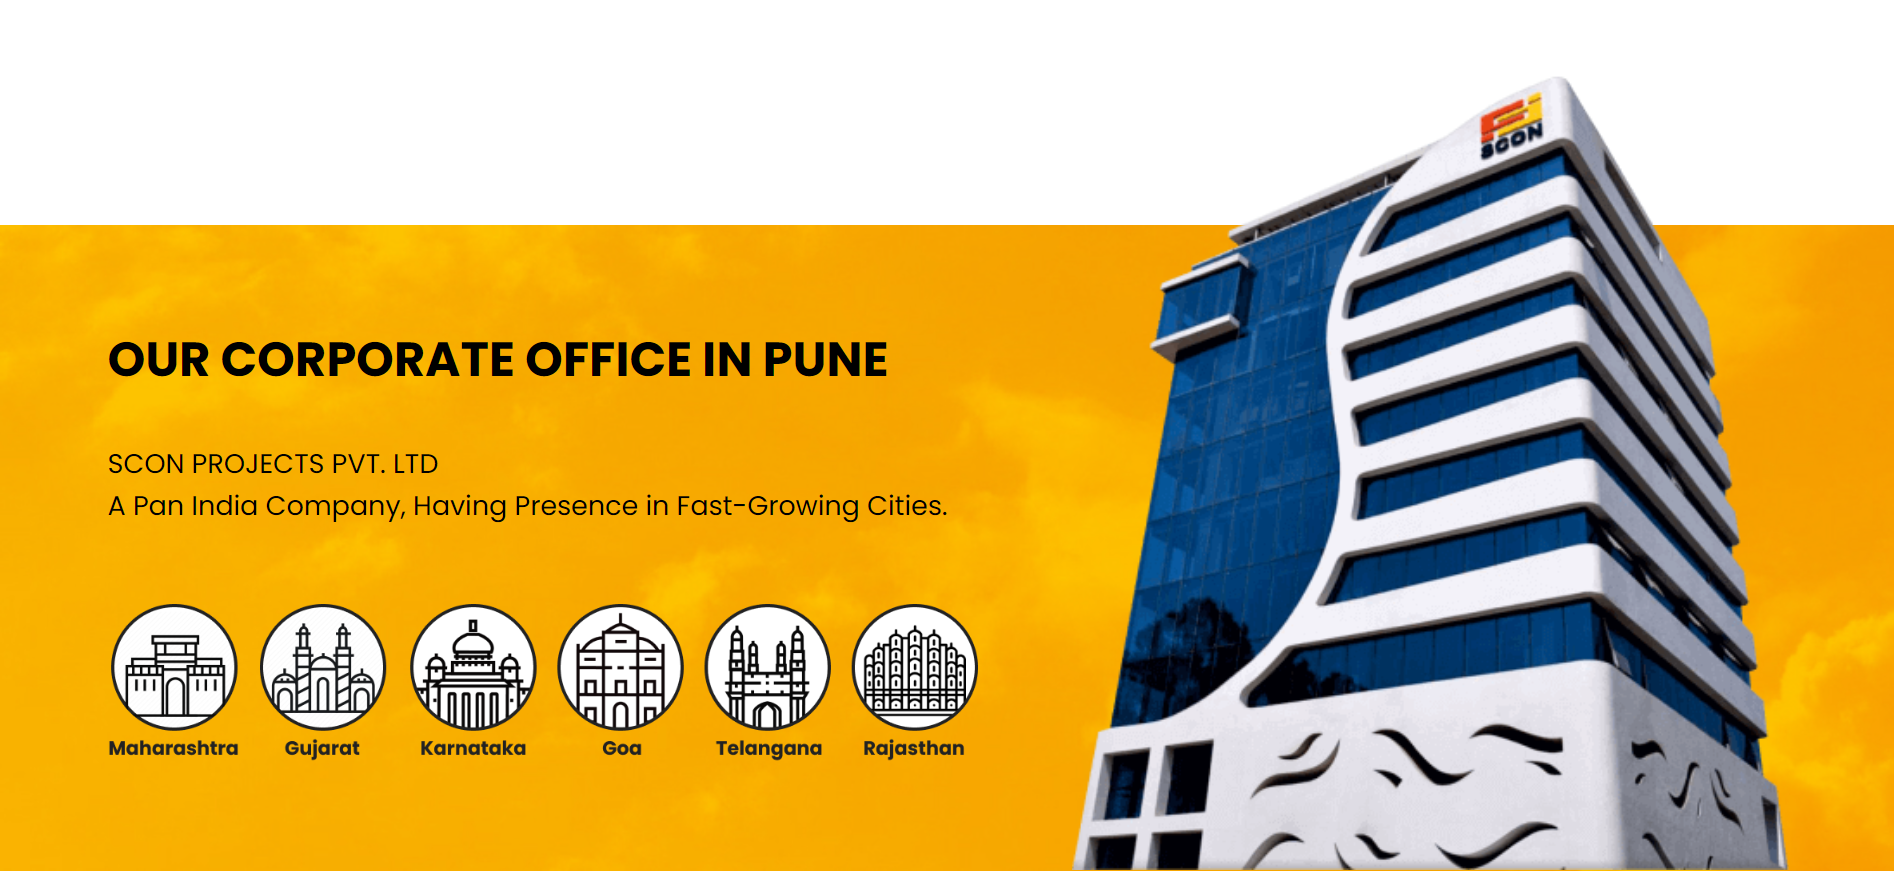 SCON
OUR CORPORATE OFFICE IN PUNE
SCON PROJECTS PVT. LTD
A Pan India Company, Having Presence in Fast-Growing Cities.
Maharashtra
Gujarat
Karnataka
Goa
Telangana
Rajasthan